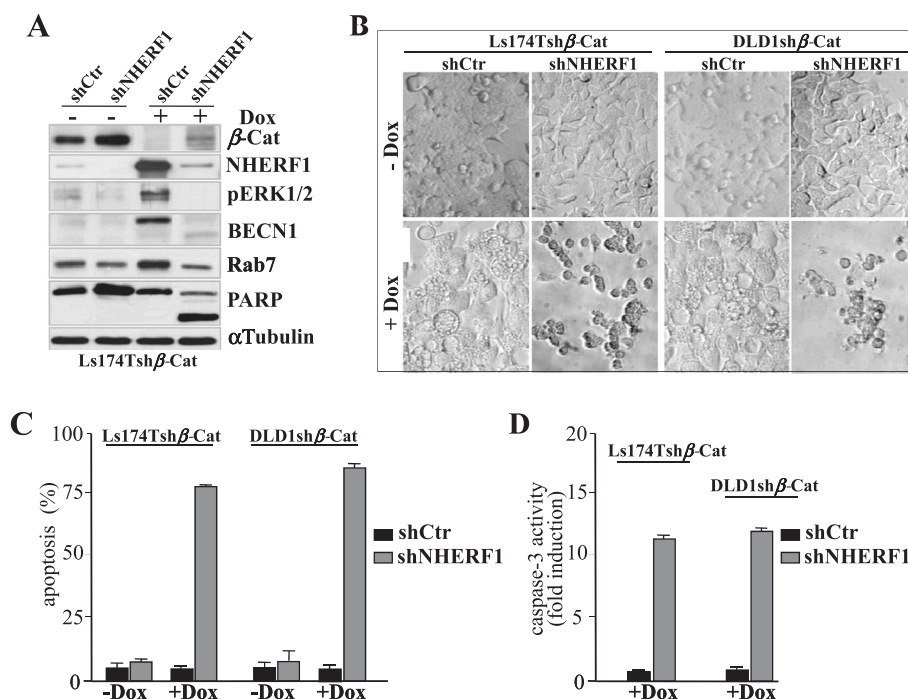 A
shCtr
shNHERF1
shCtr
shNHERF1
- - + +
Dox
β-Cat
NHERF1
pERK1/2
BECN1
Rab7
PARP
αTubulin
Ls174Tshβ-Cat
B
Ls174Tshβ-Cat DLD1shβ-Cat
shCtr shNHERF1 shCtr shNHERF1
- Dox
+ Dox
C
Ls174Tshβ-Cat DLD1shβ-Cat
apoptosis (%)
100
75
50
25
0
-Dox +Dox -Dox +Dox
shCtr
shNHERF1
D
Ls174Tshβ-Cat
DLD1shβ-Cat
caspase-3 activity
(fold induction)
20
15
10
5
0
+Dox +Dox
shCtr
shNHERF1